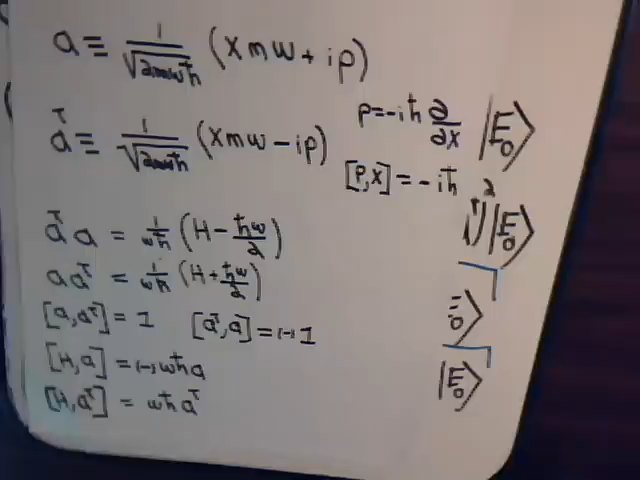 a ≡ 1/√(2mωħ) (xmω + ip)
a† ≡ 1/√(2mωħ) (xmω - ip)
p = -iħ ∂/∂x |E₀⟩
[p,x] = -iħ
a†a = 1/ωħ (H - ħω/2)
aa† = 1/ωħ (H + ħω/2)
|E₀⟩
[a,a†] = 1 [a†,a] = (-)1
[H,a] = (-)ωħa
|E₀⟩
[H,a†] = ωħa†